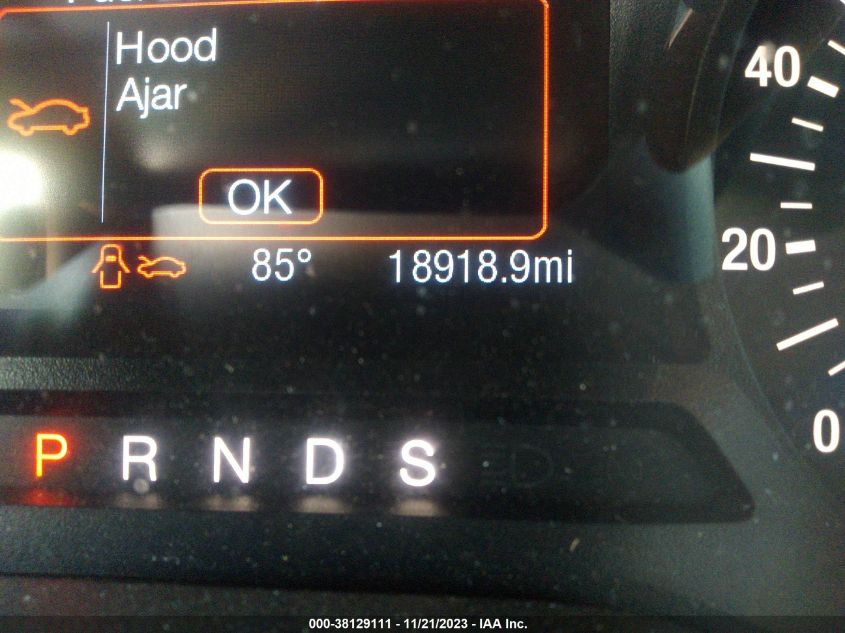 Hood
Ajar
OK
85° 18918.9mi
40
20
0
P R N D S
000-38129111 - 11/21/2023 - IAA Inc.